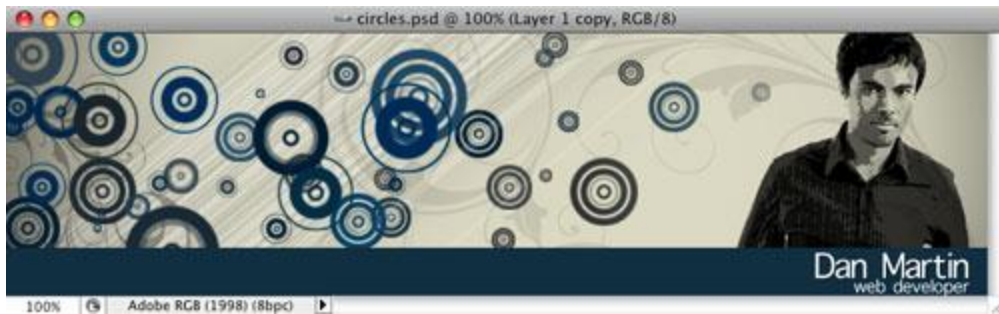 circles.psd @ 100% (Layer 1 copy, RGB/8)
Dan Martin
web developer
100%
Adobe RGB (1998) (8bpc)